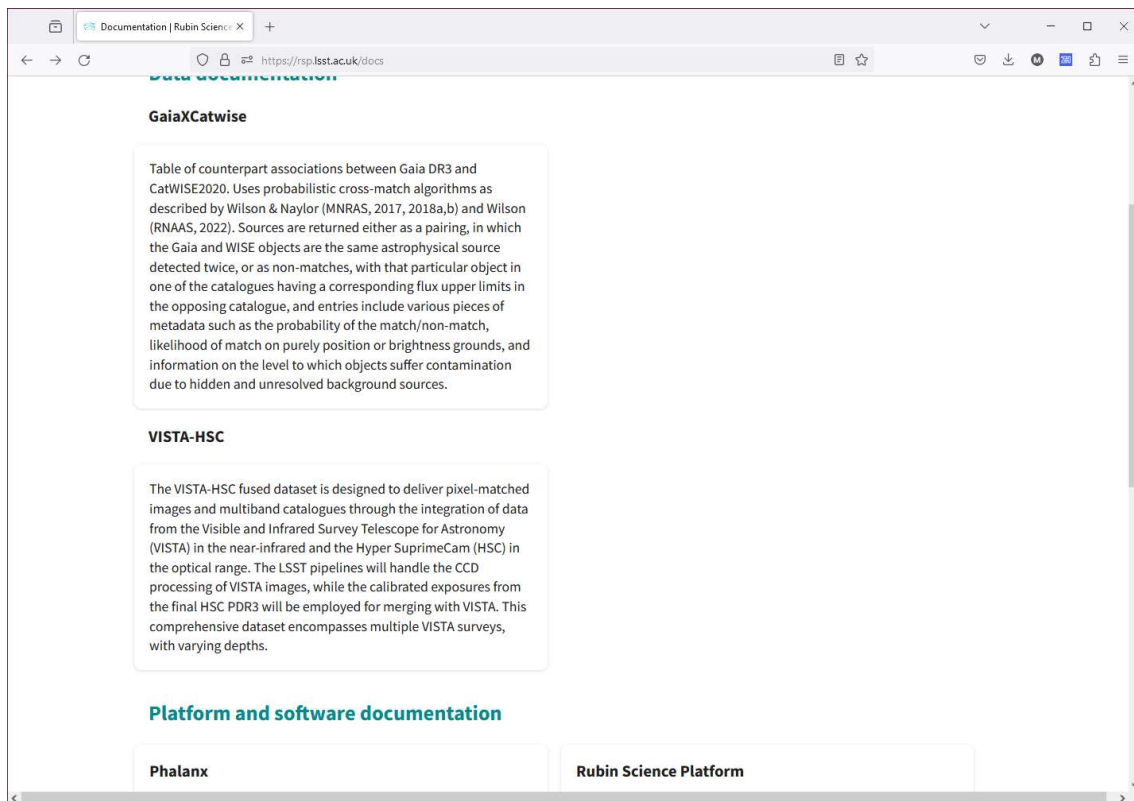 Documentation | Rubin Science
https://rsp.lsst.ac.uk/docs
Data documentation
GaiaXCatwise
Table of counterpart associations between Gaia DR3 and
CatWISE2020. Uses probabilistic cross-match algorithms as
described by Wilson & Naylor (MNRAS, 2017, 2018a,b) and Wilson
(RNAAS, 2022). Sources are returned either as a pairing, in which
the Gaia and WISE objects are the same astrophysical source
detected twice, or as non-matches, with that particular object in
one of the catalogues having a corresponding flux upper limits in
the opposing catalogue, and entries include various pieces of
metadata such as the probability of the match/non-match,
likelihood of match on purely position or brightness grounds, and
information on the level to which objects suffer contamination
due to hidden and unresolved background sources.
VISTA-HSC
The VISTA-HSC fused dataset is designed to deliver pixel-matched
images and multiband catalogues through the integration of data
from the Visible and Infrared Survey Telescope for Astronomy
(VISTA) in the near-infrared and the Hyper SuprimeCam (HSC) in
the optical range. The LSST pipelines will handle the CCD
processing of VISTA images, while the calibrated exposures from
the final HSC PDR3 will be employed for merging with VISTA. This
comprehensive dataset encompasses multiple VISTA surveys,
with varying depths.
Platform and software documentation
Phalanx
Rubin Science Platform